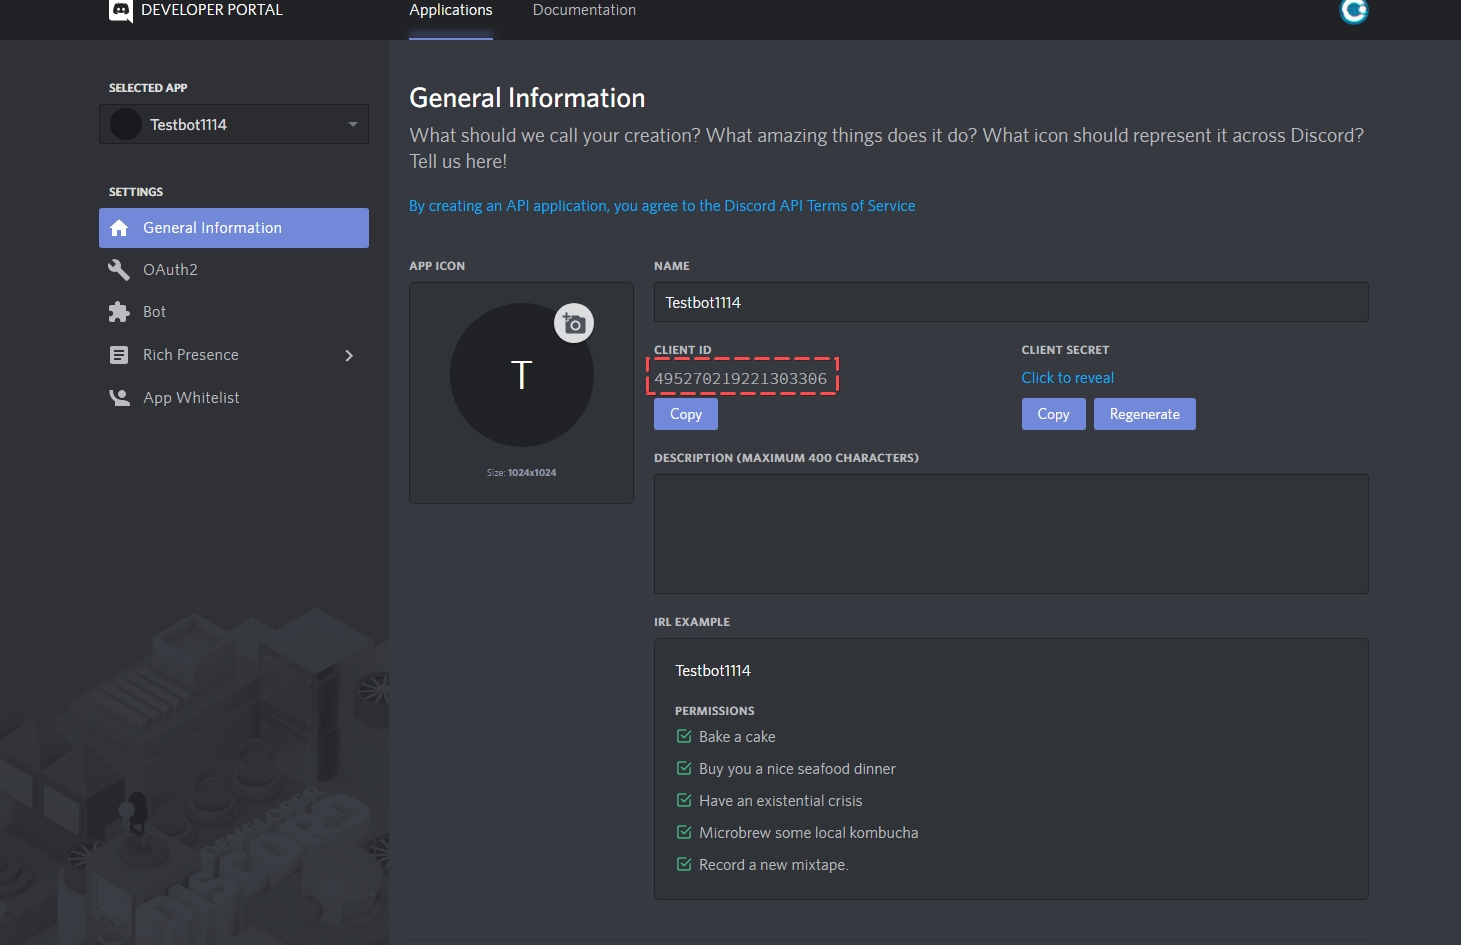 DEVELOPER PORTAL
Applications
Documentation
SELECTED APP
Testbot1114
SETTINGS
General Information
OAuth2
Bot
Rich Presence
App Whitelist
General Information
What should we call your creation? What amazing things does it do? What icon should represent it across Discord?
Tell us here!
By creating an API application, you agree to the Discord API Terms of Service
APP ICON
T
Size: 1024x1024
NAME
Testbot1114
CLIENT ID
495270219221303306
Copy
CLIENT SECRET
Click to reveal
Copy
Regenerate
DESCRIPTION (MAXIMUM 400 CHARACTERS)
IRL EXAMPLE
Testbot1114
PERMISSIONS
Bake a cake
Buy you a nice seafood dinner
Have an existential crisis
Microbrew some local kombucha
Record a new mixtape.